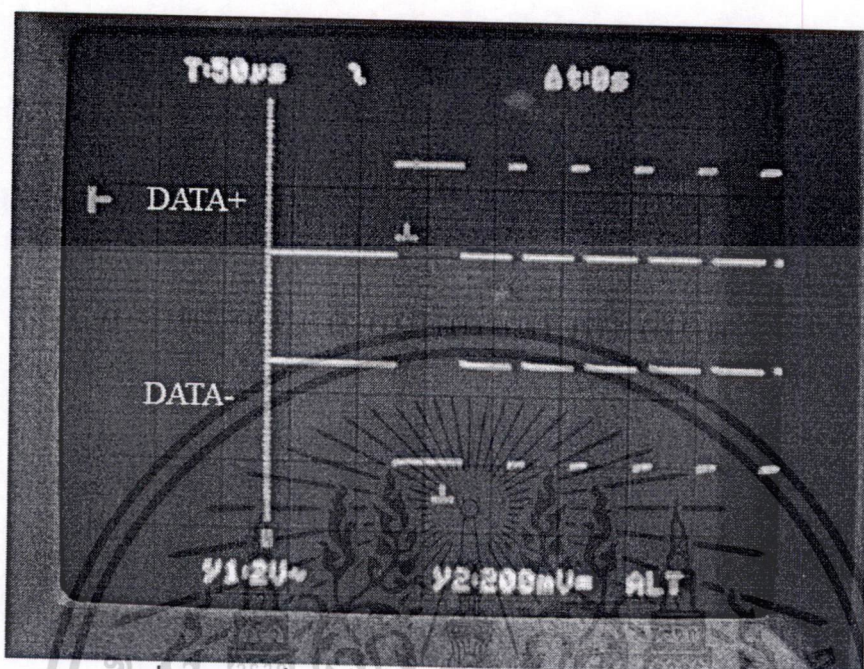 T:50µs Δt:0s
DATA+
DATA-
Y1:2V~ Y2:200mV= ALT